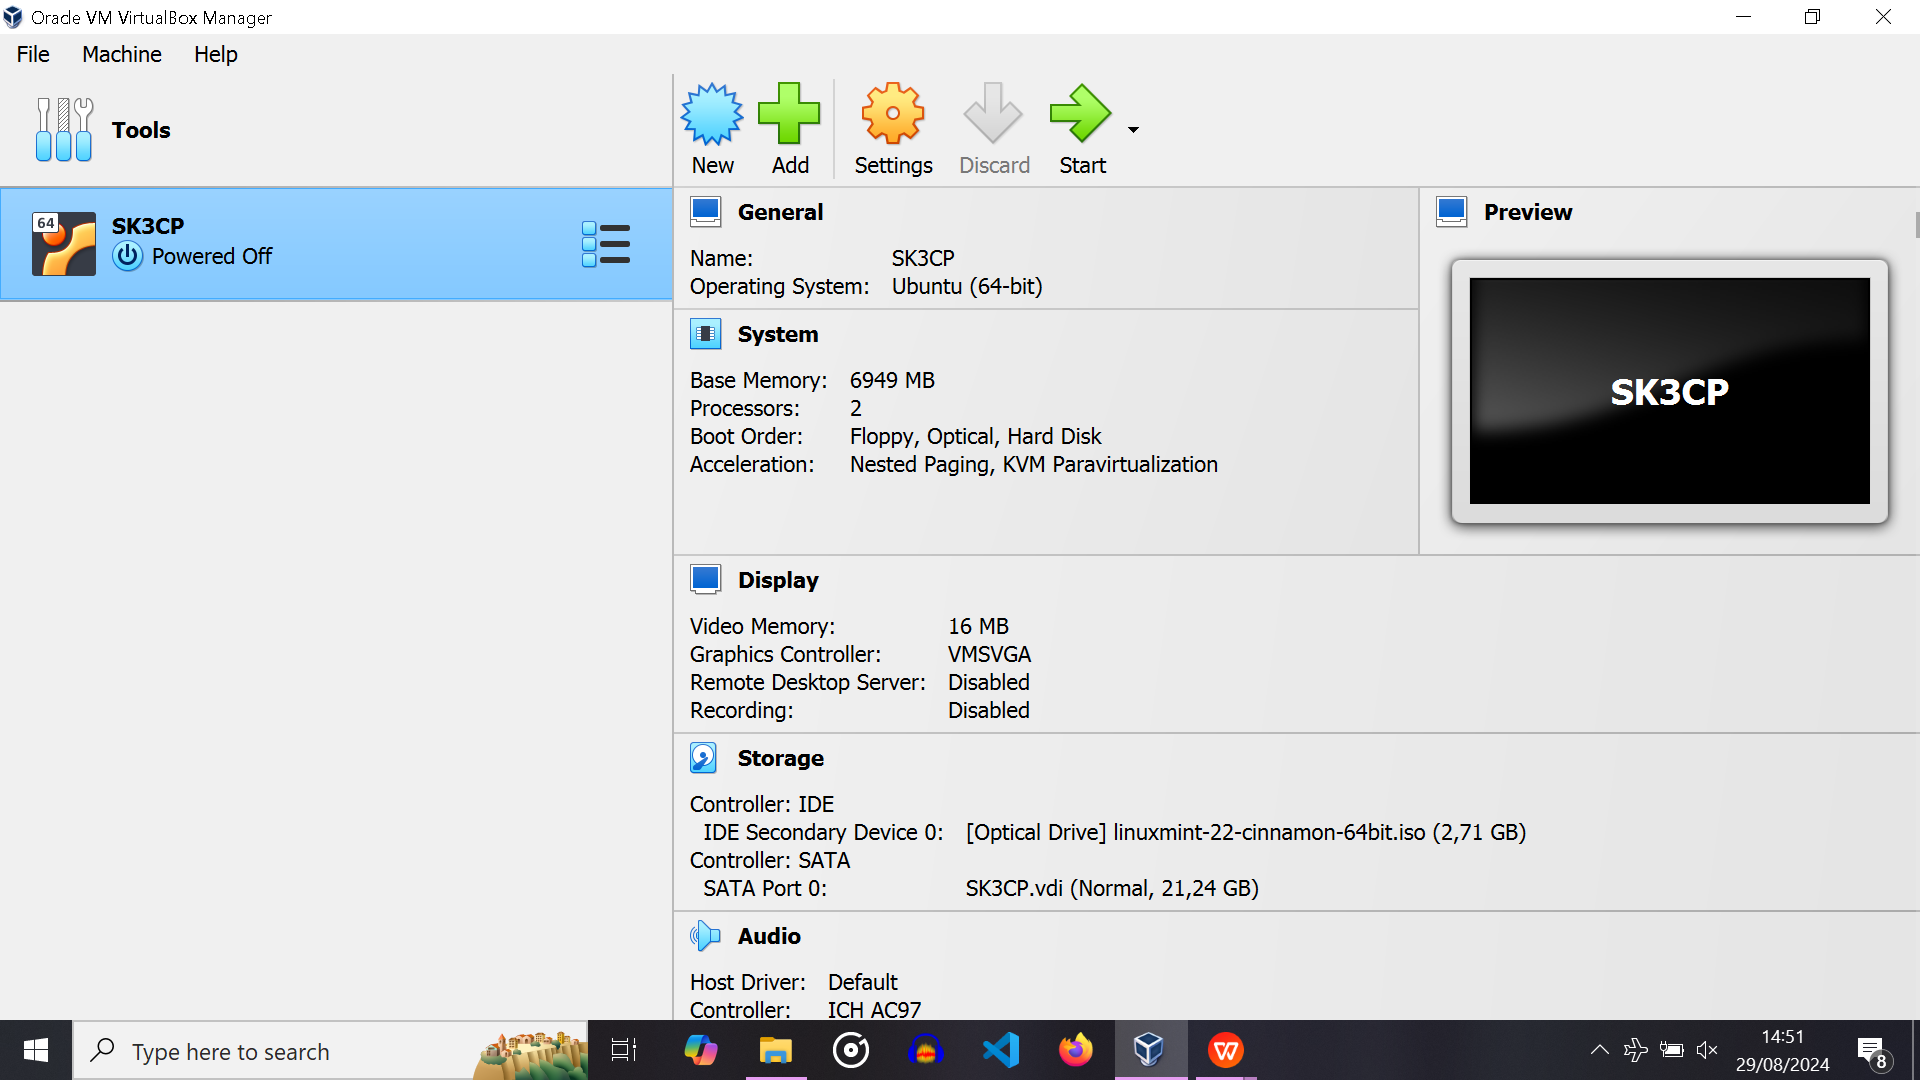 Oracle VM VirtualBox Manager
File Machine Help
Tools
New Add Settings Discard Start
64
SK3CP
Powered Off
General
Name: SK3CP
Operating System: Ubuntu (64-bit)
Preview
SK3CP
System
Base Memory: 6949 MB
Processors: 2
Boot Order: Floppy, Optical, Hard Disk
Acceleration: Nested Paging, KVM Paravirtualization
Display
Video Memory: 16 MB
Graphics Controller: VMSVGA
Remote Desktop Server: Disabled
Recording: Disabled
Storage
Controller: IDE
IDE Secondary Device 0: [Optical Drive] linuxmint-22-cinnamon-64bit.iso (2,71 GB)
Controller: SATA
SATA Port 0: SK3CP.vdi (Normal, 21,24 GB)
Audio
Host Driver: Default
Controller: ICH AC97
Type here to search
14:51
29/08/2024
8